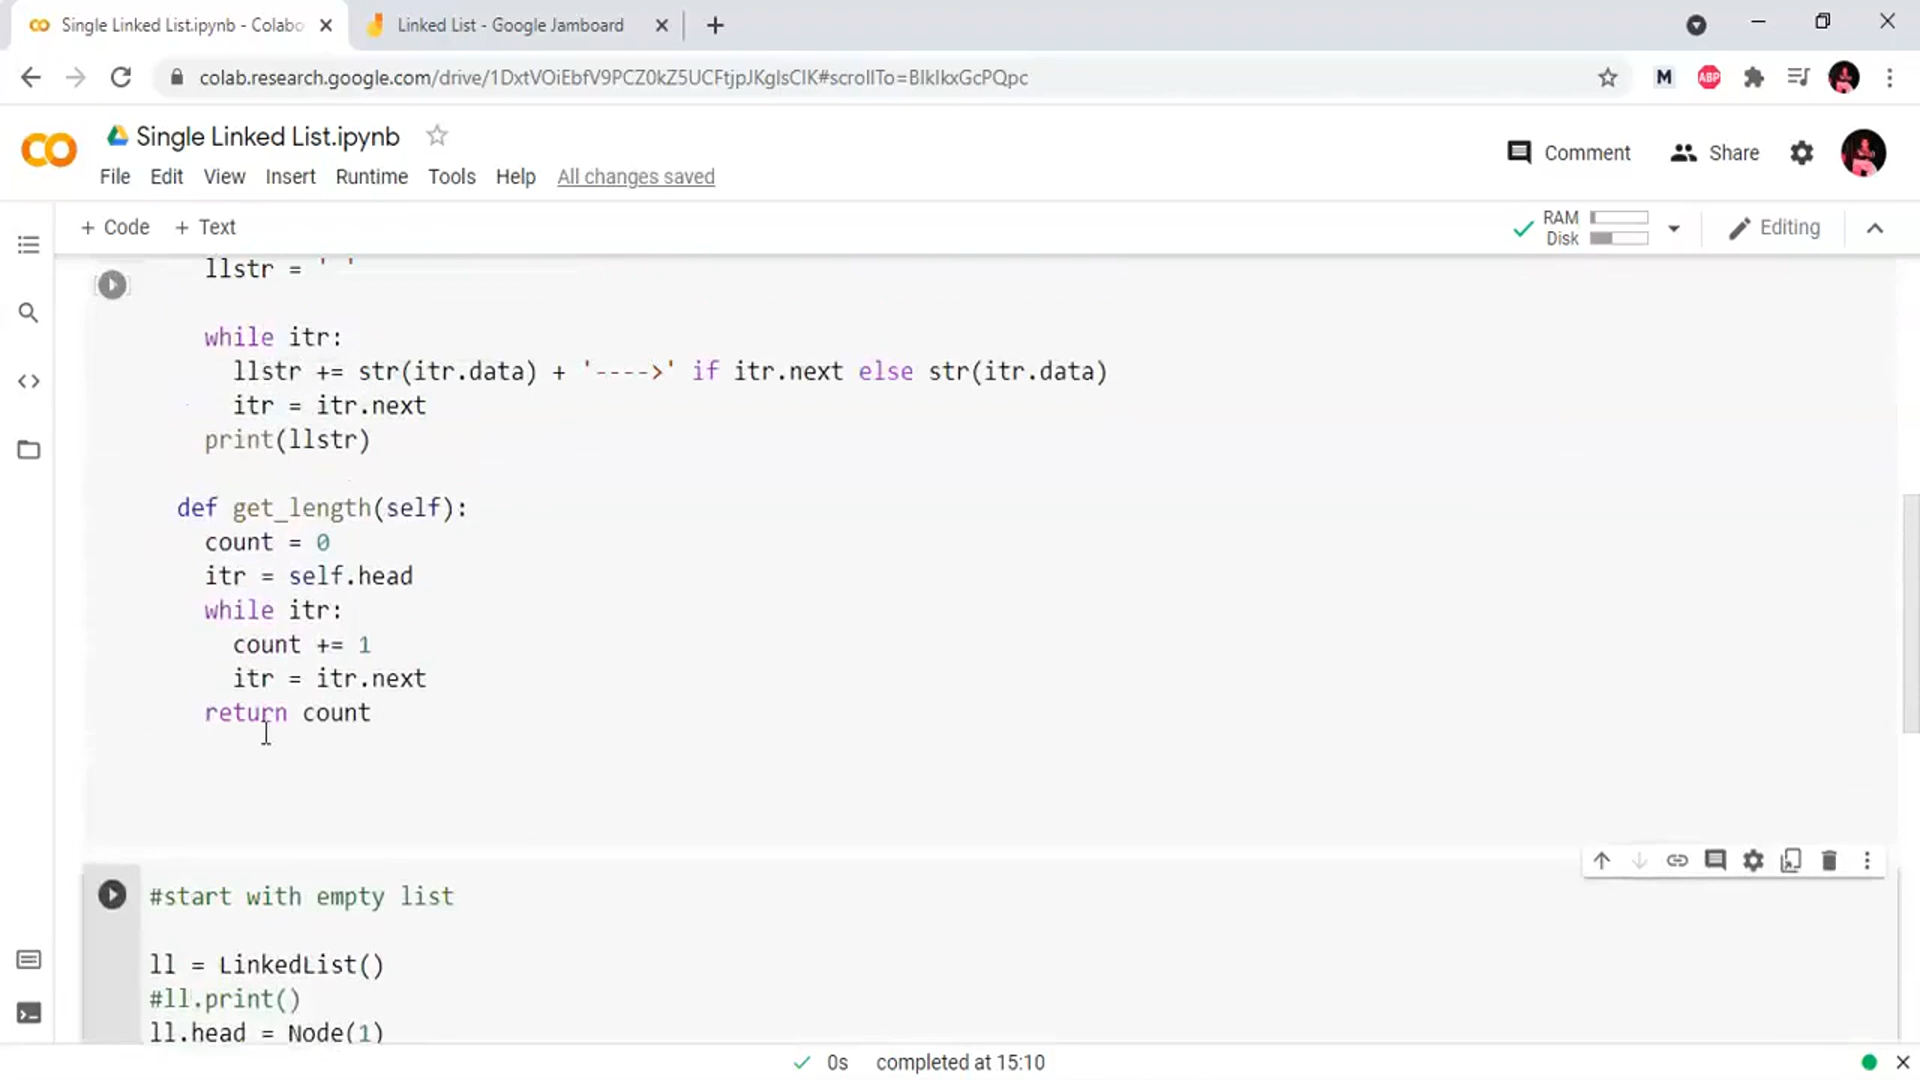 Single Linked List.ipynb - Colabo
Linked List - Google Jamboard
colab.research.google.com/drive/1DxtVOiEbfV9PCZ0kZ5UCFtjpJKgIsCIK#scrollTo=BIkIkxGcPQpc
M
ABP
Single Linked List.ipynb
Comment
Share
File Edit View Insert Runtime Tools Help All changes saved
+ Code + Text
RAM
Disk
Editing
llstr = ' '
while itr:
llstr += str(itr.data) + '---->' if itr.next else str(itr.data)
itr = itr.next
print(llstr)
def get_length(self):
count = 0
itr = self.head
while itr:
count += 1
itr = itr.next
return count
#start with empty list
ll = LinkedList()
#ll.print()
ll.head = Node(1)
0s completed at 15:10